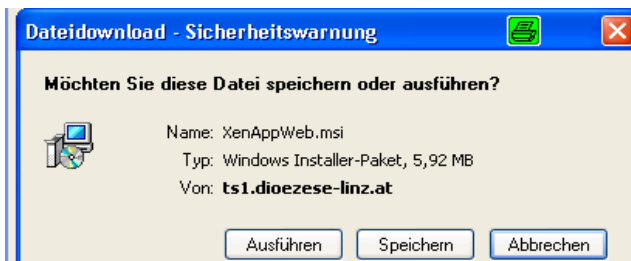 Dateidownload - Sicherheitswarnung
Möchten Sie diese Datei speichern oder ausführen?
Name: XenAppWeb.msi
Typ: Windows Installer-Paket, 5,92 MB
Von: ts1.dioezese-linz.at
Ausführen Speichern Abbrechen